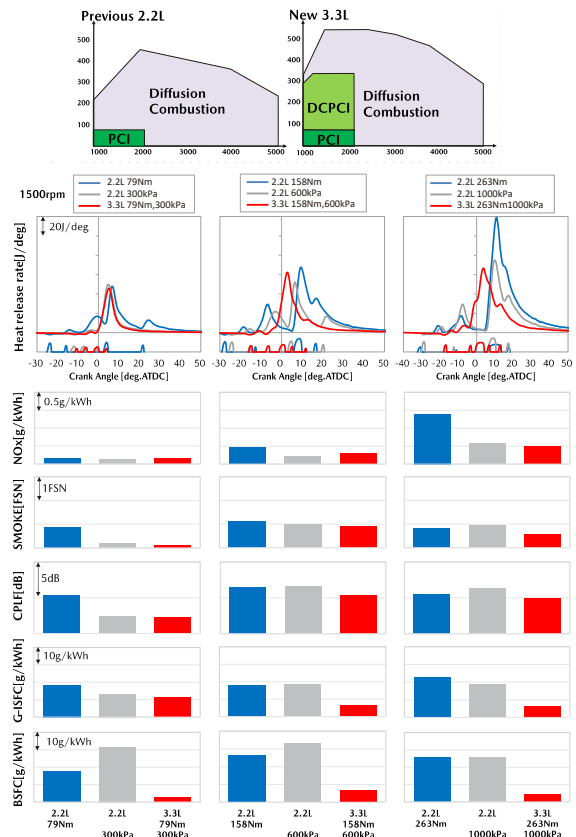 Previous 2.2L
New 3.3L
500
400
300
200
100
Diffusion
Combustion
PCI
1000
2000
4000
5000
500
400
300
200
100
DCPCI
Diffusion
Combustion
PCI
1000
2000
4000
5000
1500rpm
2.2L 79Nm
2.2L 300kPa
3.3L 79Nm,300kPa
2.2L 158Nm
2.2L 600kPa
3.3L 158Nm,600kPa
2.2L 263Nm
2.2L 1000kPa
3.3L 263Nm1000kPa
Heat release rate[J/deg]
20J/deg
-30 -20 -10 0 10 20 30 40 50
Crank Angle [deg.ATDC]
-30 -20 -10 0 10 20 30 40 50
Crank Angle [deg.ATDC]
-30 -20 -10 0 10 20 30 40 50
Crank Angle [deg.ATDC]
NOx[g/kWh]
0.5g/kWh
SMOKE[FSN]
1FSN
CPLF[dB]
5dB
G-ISFC[g/kWh]
10g/kWh
BSFC[g/kWh]
10g/kWh
2.2L 2.2L 3.3L
79Nm 79Nm
300kPa 300kPa
2.2L 2.2L 3.3L
158Nm 158Nm
600kPa 600kPa
2.2L 2.2L 3.3L
263Nm 263Nm
1000kPa 1000kPa